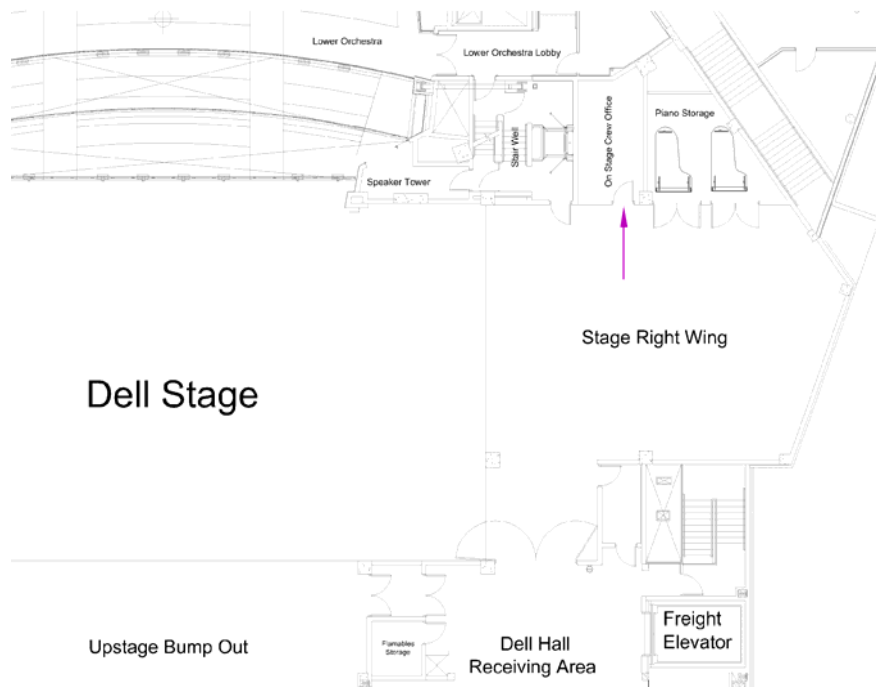 Lower Orchestra
Lower Orchestra Lobby
Piano Storage
On Stage Crew Office
Stair Well
Speaker Tower
Stage Right Wing
Dell Stage
Upstage Bump Out
Flamables
Storage
Dell Hall
Receiving Area
Freight
Elevator